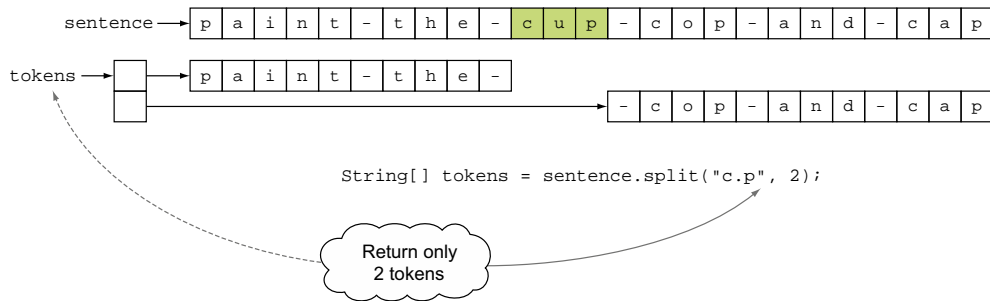 sentence p a i n t - t h e - c u p - c o p - a n d - c a p
tokens p a i n t - t h e -
- c o p - a n d - c a p
String[] tokens = sentence.split("c.p", 2);
Return only
2 tokens